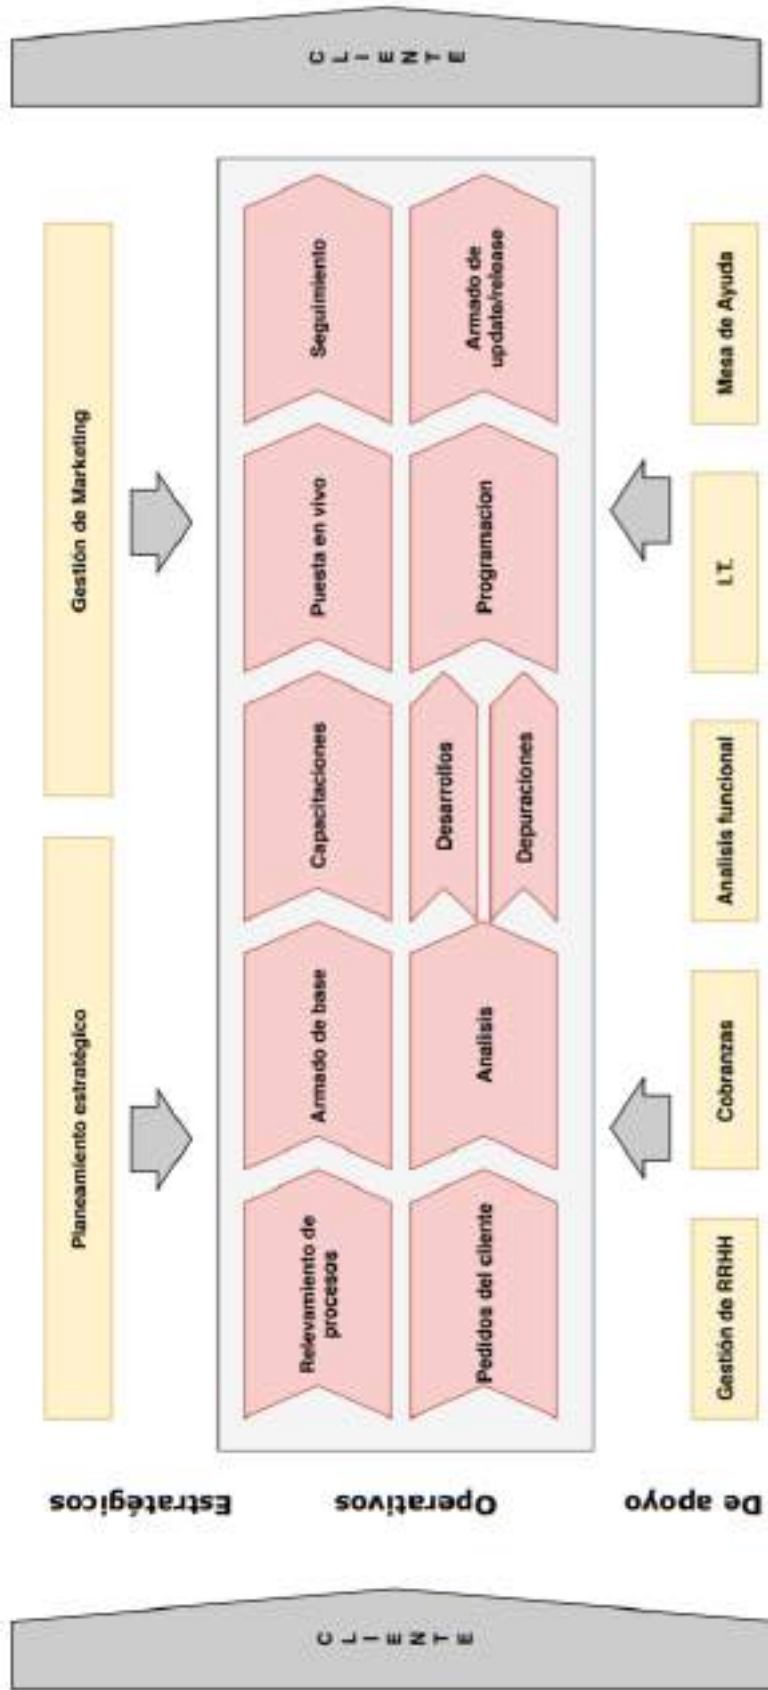 CLIENTE
Estratégicos
Planeamiento estratégico
Gestión de Marketing
Operativos
Relevamiento de
procesos
Armado de base
Capacitaciones
Puesta en vivo
Seguimiento
Pedidos del cliente
Analisis
Desarrollos
Depuraciones
Programacion
Armado de
update/release
De apoyo
Gestión de RRHH
Cobranzas
Analisis funcional
I.T.
Mesa de Ayuda
CLIENTE